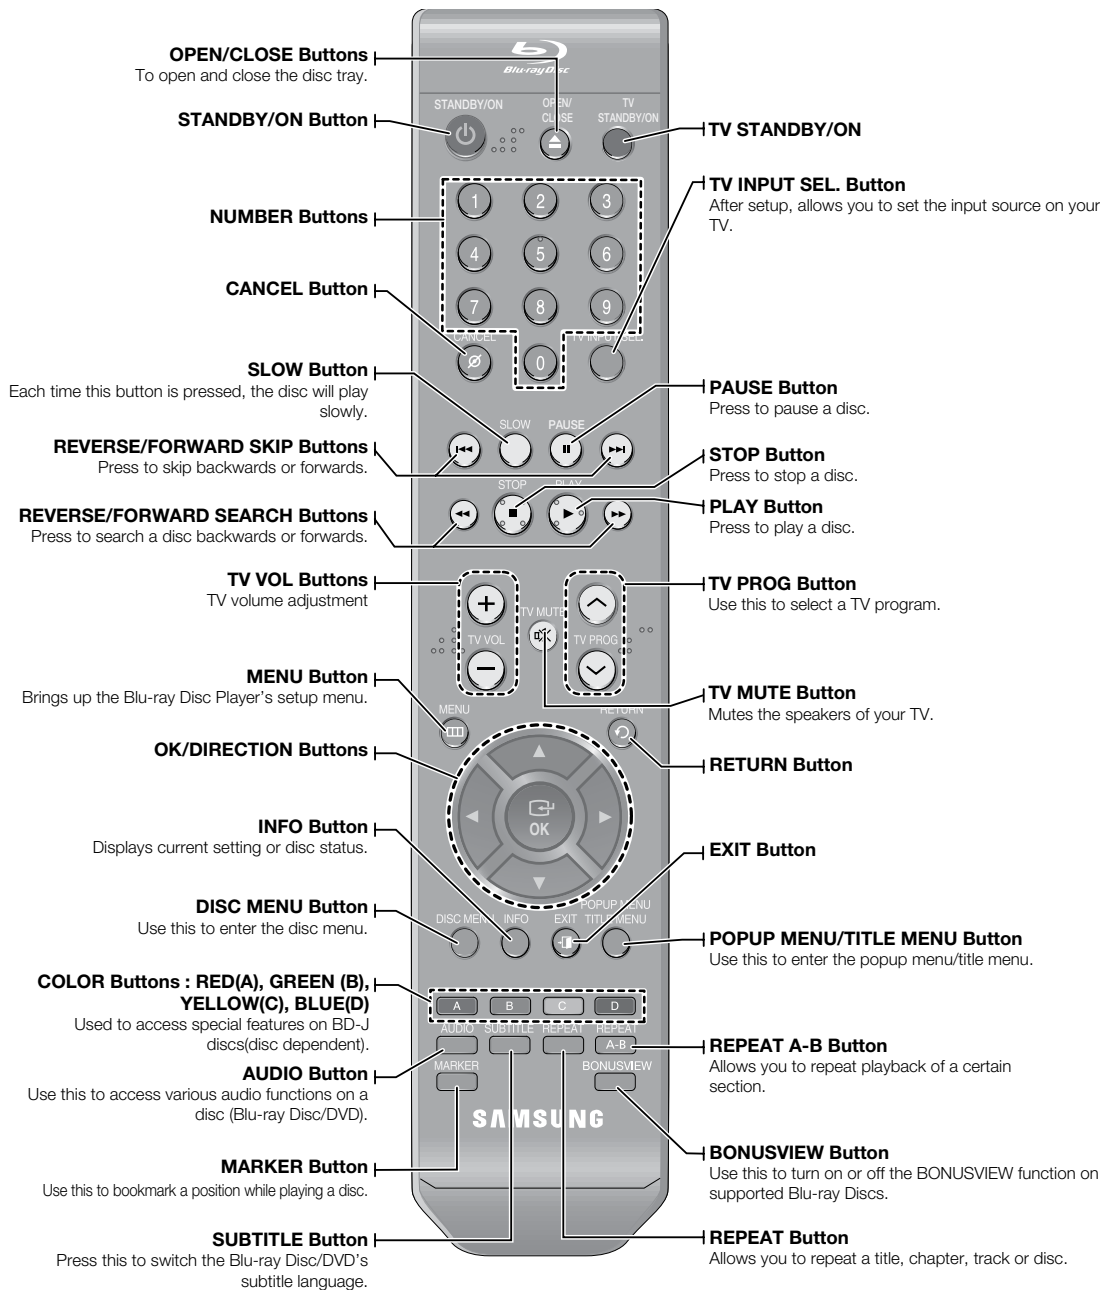 OPEN/CLOSE Buttons
To open and close the disc tray.
STANDBY/ON Button
NUMBER Buttons
CANCEL Button
SLOW Button
Each time this button is pressed, the disc will play
slowly.
REVERSE/FORWARD SKIP Buttons
Press to skip backwards or forwards.
REVERSE/FORWARD SEARCH Buttons
Press to search a disc backwards or forwards.
TV VOL Buttons
TV volume adjustment
MENU Button
Brings up the Blu-ray Disc Player's setup menu.
OK/DIRECTION Buttons
INFO Button
Displays current setting or disc status.
DISC MENU Button
Use this to enter the disc menu.
COLOR Buttons : RED(A), GREEN (B),
YELLOW(C), BLUE(D)
Used to access special features on BD-J
discs(disc dependent).
AUDIO Button
Use this to access various audio functions on a
disc (Blu-ray Disc/DVD).
MARKER Button
Use this to bookmark a position while playing a disc.
SUBTITLE Button
Press this to switch the Blu-ray Disc/DVD's
subtitle language.
Blu-ray Disc
STANDBY/ON
OPEN/
CLOSE
TV
STANDBY/ON
1 2 3
4 5 6
7 8 9
CANCEL
0
TV INPUT SEL.
SLOW PAUSE
STOP PLAY
TV VOL
TV MUTE
TV PROG
MENU
RETURN
OK
DISC MENU INFO EXIT
POPUP MENU
TITLE MENU
A B C D
AUDIO SUBTITLE REPEAT REPEAT
A-B
MARKER
BONUSVIEW
SAMSUNG
TV STANDBY/ON
TV INPUT SEL. Button
After setup, allows you to set the input source on your
TV.
PAUSE Button
Press to pause a disc.
STOP Button
Press to stop a disc.
PLAY Button
Press to play a disc.
TV PROG Button
Use this to select a TV program.
TV MUTE Button
Mutes the speakers of your TV.
RETURN Button
EXIT Button
POPUP MENU/TITLE MENU Button
Use this to enter the popup menu/title menu.
REPEAT A-B Button
Allows you to repeat playback of a certain
section.
BONUSVIEW Button
Use this to turn on or off the BONUSVIEW function on
supported Blu-ray Discs.
REPEAT Button
Allows you to repeat a title, chapter, track or disc.